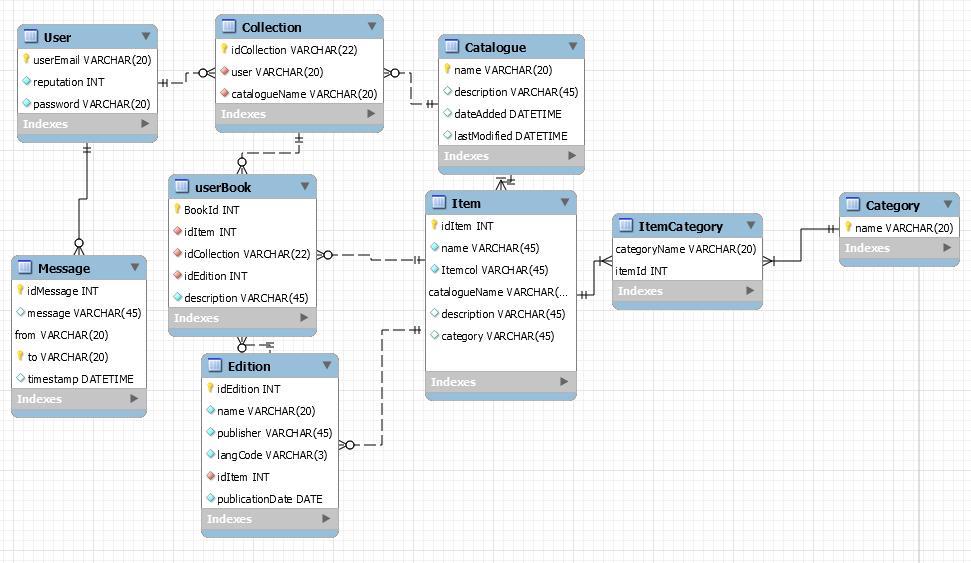 User
userEmail VARCHAR(20)
reputation INT
password VARCHAR(20)
Indexes
Collection
idCollection VARCHAR(22)
user VARCHAR(20)
catalogueName VARCHAR(20)
Indexes
Catalogue
name VARCHAR(20)
description VARCHAR(45)
dateAdded DATETIME
lastModified DATETIME
Indexes
userBook
BookId INT
idItem INT
idCollection VARCHAR(22)
idEdition INT
description VARCHAR(45)
Indexes
Item
idItem INT
name VARCHAR(45)
Itemcol VARCHAR(45)
catalogueName VARCHAR(...
description VARCHAR(45)
category VARCHAR(45)
Indexes
ItemCategory
categoryName VARCHAR(20)
itemId INT
Indexes
Category
name VARCHAR(20)
Indexes
Message
idMessage INT
message VARCHAR(45)
from VARCHAR(20)
to VARCHAR(20)
timestamp DATETIME
Indexes
Edition
idEdition INT
name VARCHAR(20)
publisher VARCHAR(45)
langCode VARCHAR(3)
idItem INT
publicationDate DATE
Indexes